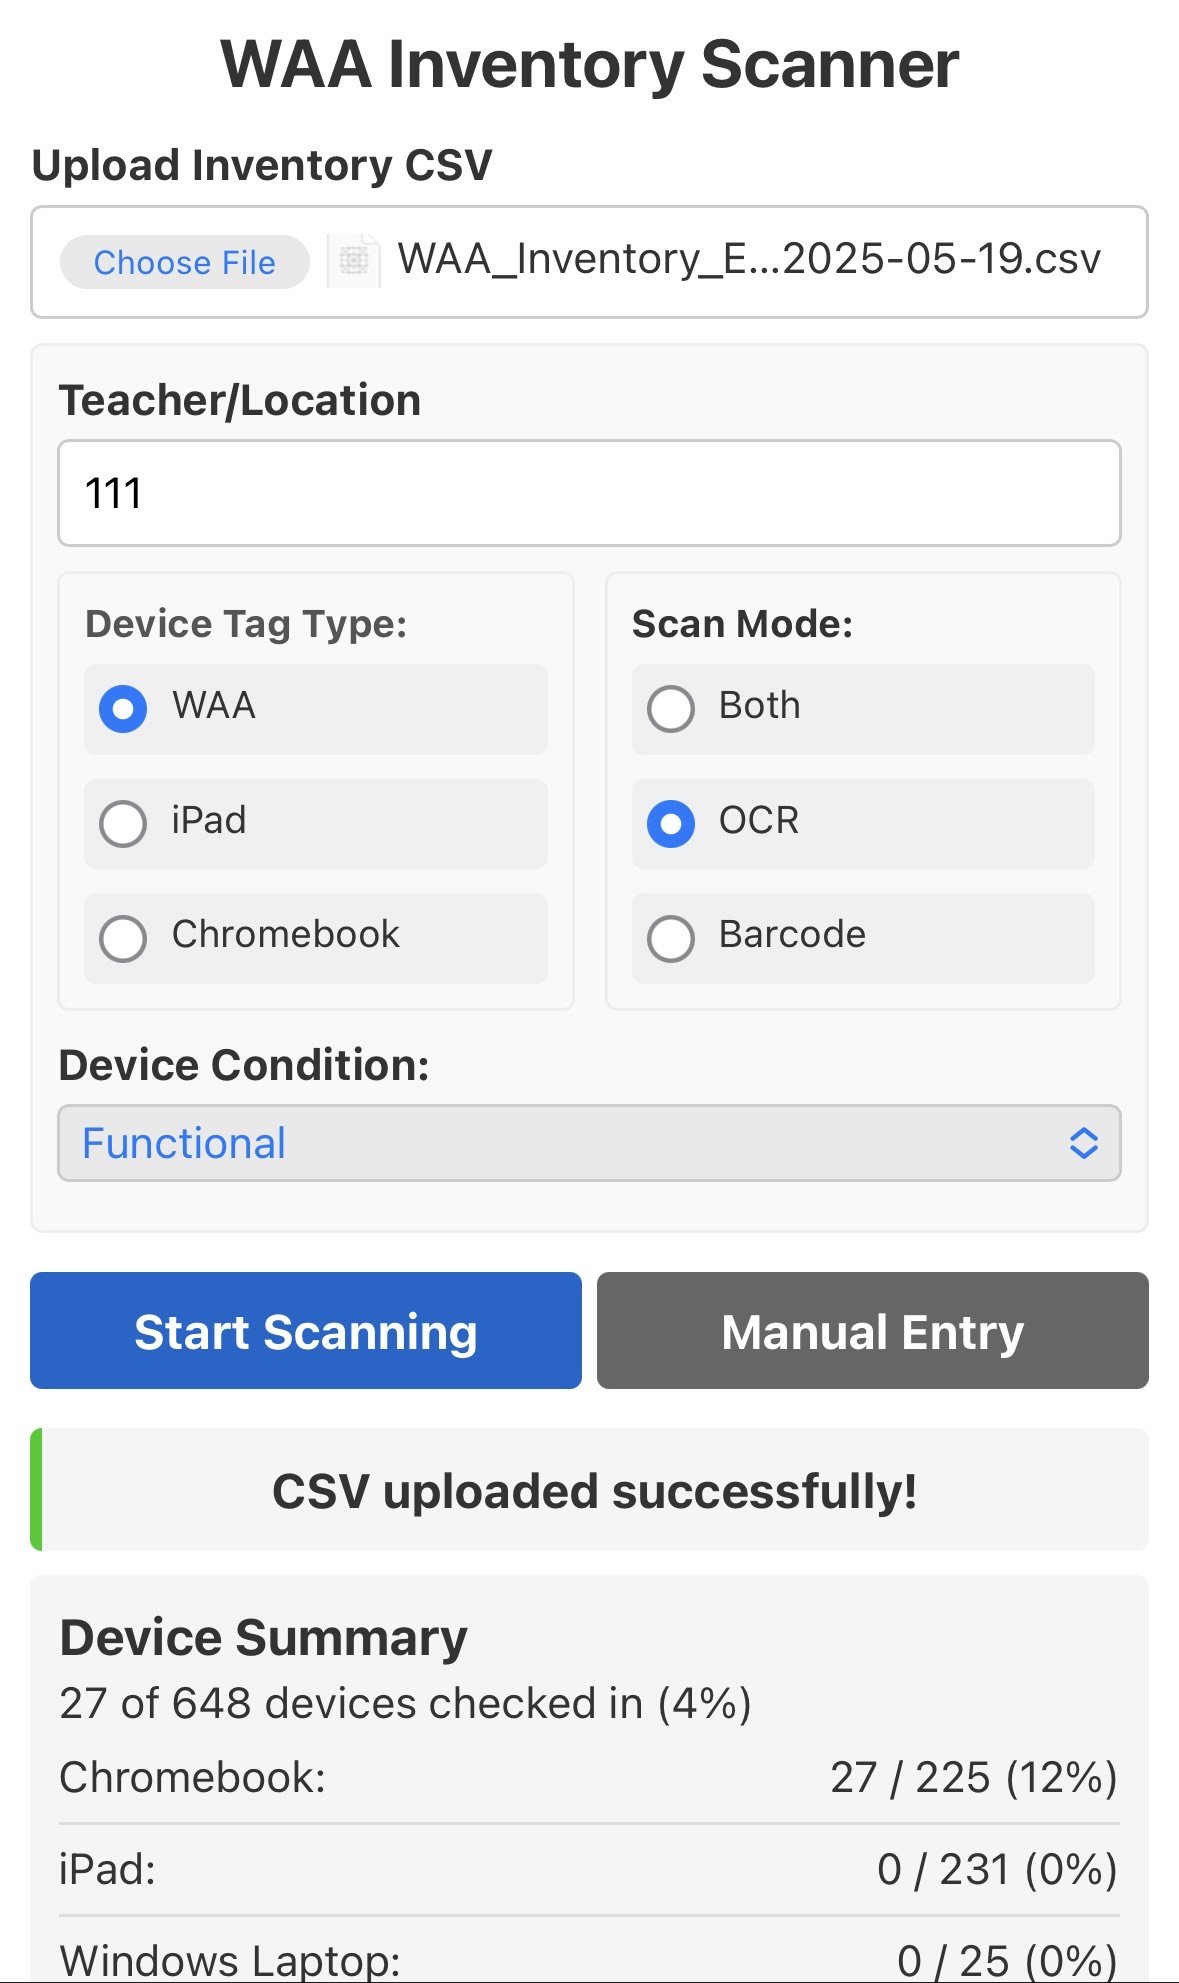 WAA Inventory Scanner
Upload Inventory CSV
Choose File WAA_Inventory_E...2025-05-19.csv
Teacher/Location
111
Device Tag Type:
WAA
iPad
Chromebook
Scan Mode:
Both
OCR
Barcode
Device Condition:
Functional
Start Scanning Manual Entry
CSV uploaded successfully!
Device Summary
27 of 648 devices checked in (4%)
Chromebook: 27 / 225 (12%)
iPad: 0 / 231 (0%)
Windows Laptop: 0 / 25 (0%)